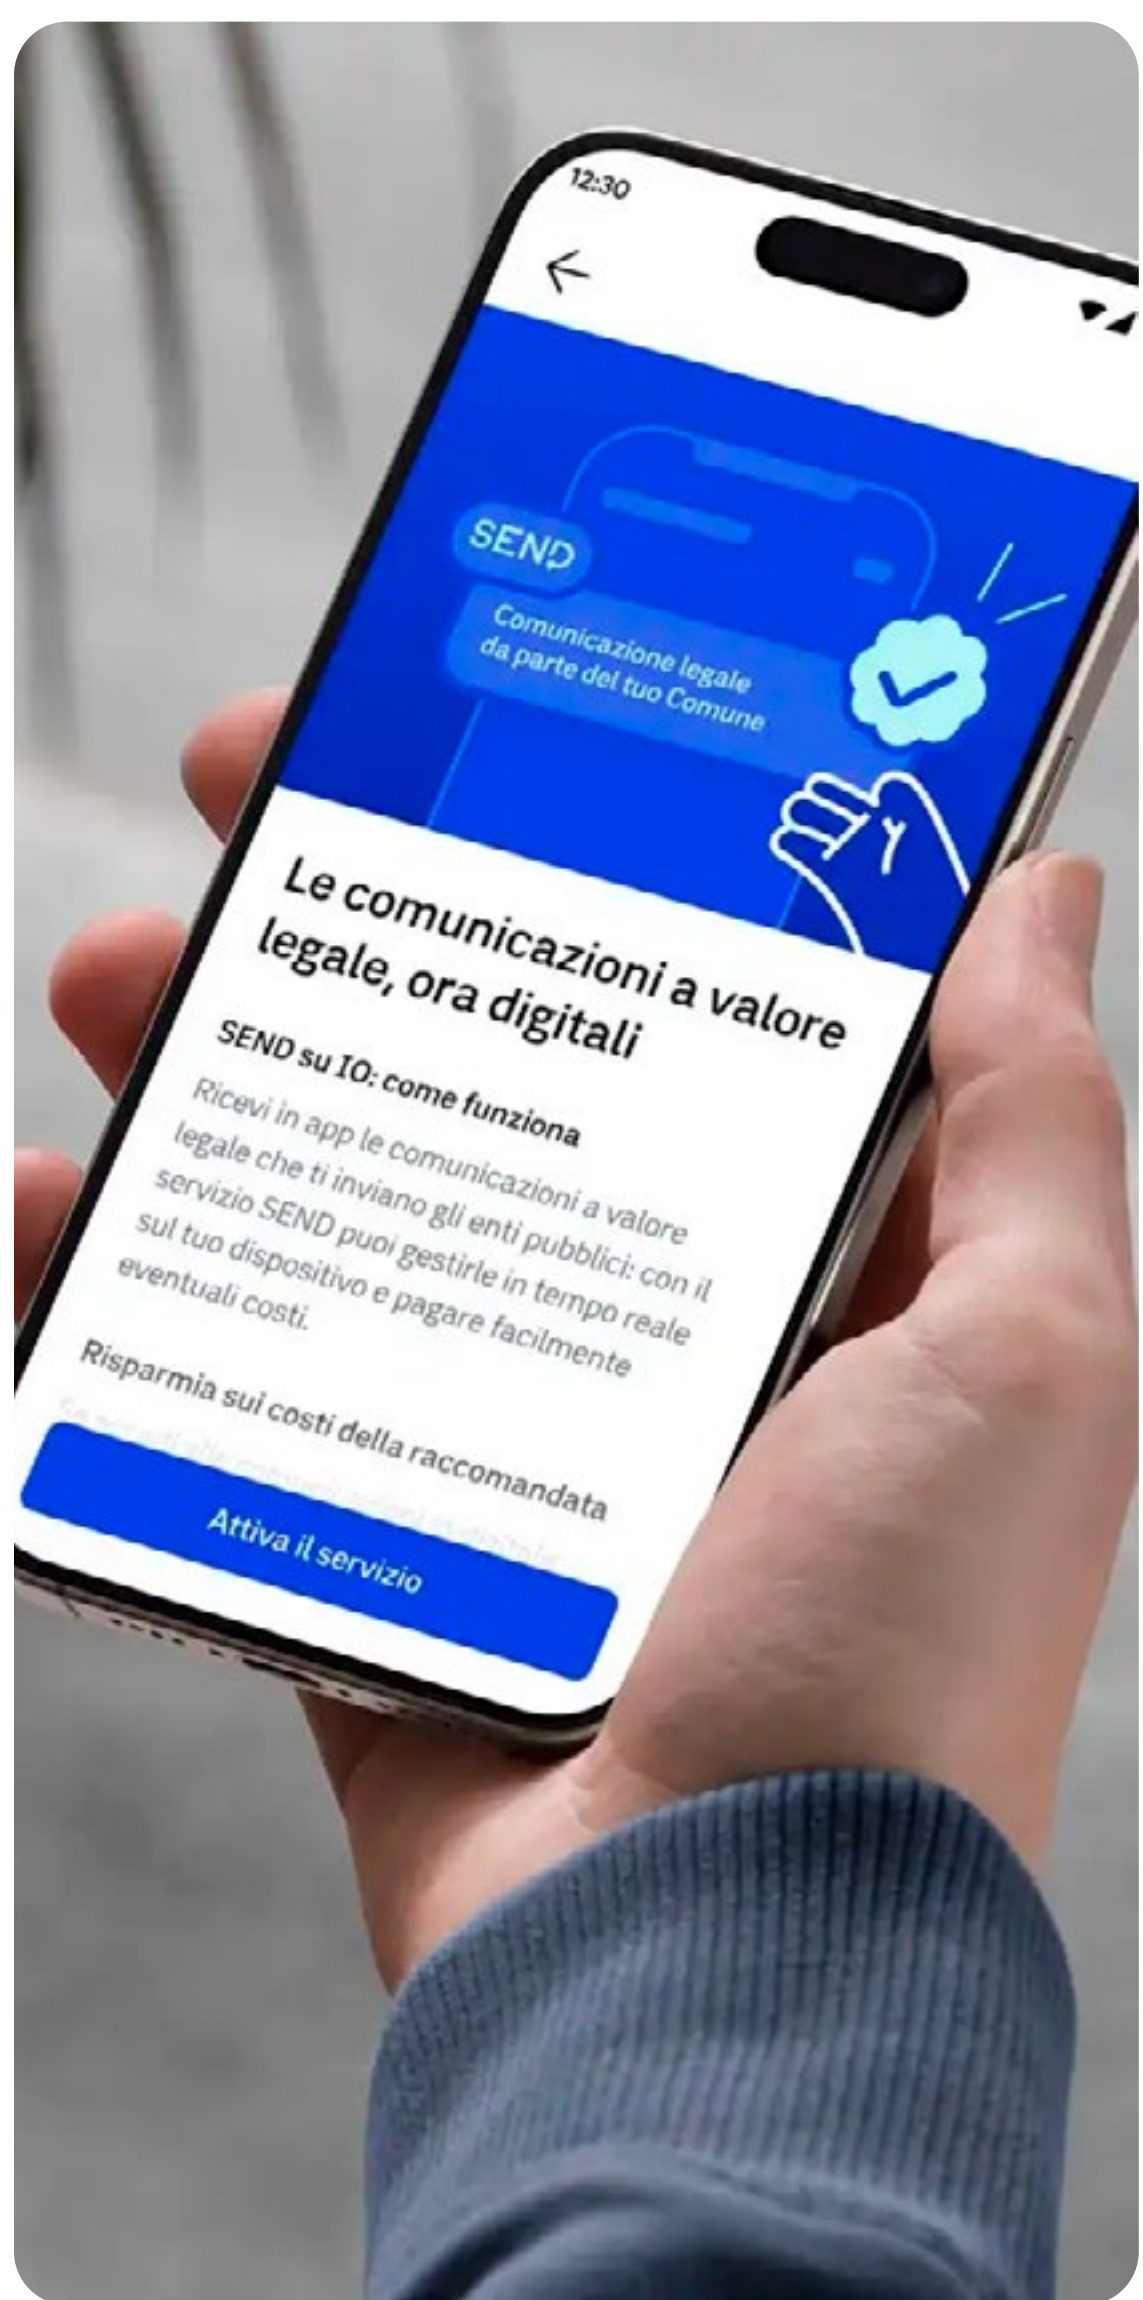 12:30
SEND
Comunicazione legale
da parte del tuo Comune
Le comunicazioni a valore
legale, ora digitali
SEND su IO: come funziona
Ricevi in app le comunicazioni a valore
legale che ti inviano gli enti pubblici: con il
servizio SEND puoi gestirle in tempo reale
sul tuo dispositivo e pagare facilmente
eventuali costi.
Risparmia sui costi della raccomandata
Attiva il servizio